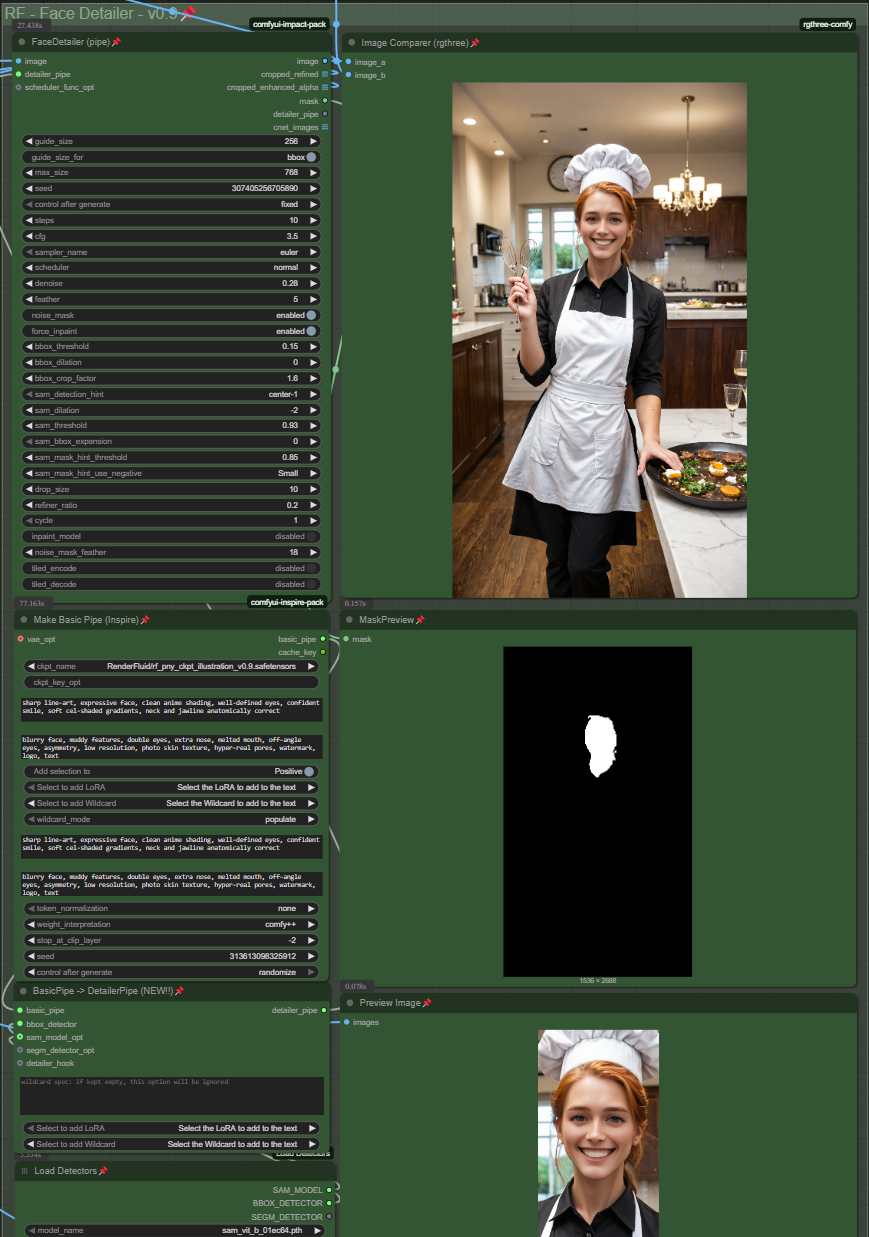 RF - Face Detailer - v0.9
27.438s
comfyui-impact-pack
rgthree-comfy
FaceDetailer (pipe)
image
image
detailer_pipe
cropped_refined
scheduler_func_opt
cropped_enhanced_alpha
mask
detailer_pipe
cnet_images
guide_size 256
guide_size_for bbox
max_size 768
seed 307405256705890
control after generate fixed
steps 10
cfg 3.5
sampler_name euler
scheduler normal
denoise 0.28
feather 5
noise_mask enabled
force_inpaint enabled
bbox_threshold 0.15
bbox_dilation 0
bbox_crop_factor 1.6
sam_detection_hint center-1
sam_dilation -2
sam_threshold 0.93
sam_bbox_expansion 0
sam_mask_hint_threshold 0.85
sam_mask_hint_use_negative Small
drop_size 10
refiner_ratio 0.2
cycle 1
inpaint_model disabled
noise_mask_feather 18
tiled_encode disabled
tiled_decode disabled
Image Comparer (rgthree)
image_a
image_b
77.163s
comfyui-inspire-pack
Make Basic Pipe (Inspire)
vae_opt
basic_pipe
cache_key
ckpt_name RenderFluid/rf_pny_ckpt_illustration_v0.9.safetensors
ckpt_key_opt
sharp line-art, expressive face, clean anime shading, well-defined eyes, confident
smile, soft cel-shaded gradients, neck and jawline anatomically correct
blurry face, muddy features, double eyes, extra nose, melted mouth, off-angle
eyes, asymmetry, low resolution, photo skin texture, hyper-real pores, watermark,
logo, text
Add selection to Positive
Select to add LoRA Select the LoRA to add to the text
Select to add Wildcard Select the Wildcard to add to the text
wildcard_mode populate
sharp line-art, expressive face, clean anime shading, well-defined eyes, confident
smile, soft cel-shaded gradients, neck and jawline anatomically correct
blurry face, muddy features, double eyes, extra nose, melted mouth, off-angle
eyes, asymmetry, low resolution, photo skin texture, hyper-real pores, watermark,
logo, text
token_normalization none
weight_interpretation comfy++
stop_at_clip_layer -2
seed 313613098325912
control after generate randomize
0.157s
MaskPreview
mask
1536 × 2688
BasicPipe -> DetailerPipe (NEW!!)
basic_pipe
detailer_pipe
bbox_detector
sam_model_opt
segm_detector_opt
detailer_hook
wildcard spec: if kept empty, this option will be ignored
Select to add LoRA Select the LoRA to add to the text
Select to add Wildcard Select the Wildcard to add to the text
0.078s
Preview Image
images
Load Detectors
Load Detectors
SAM_MODEL
BBOX_DETECTOR
SEGM_DETECTOR
model_name sam_vit_b_01ec64.pth